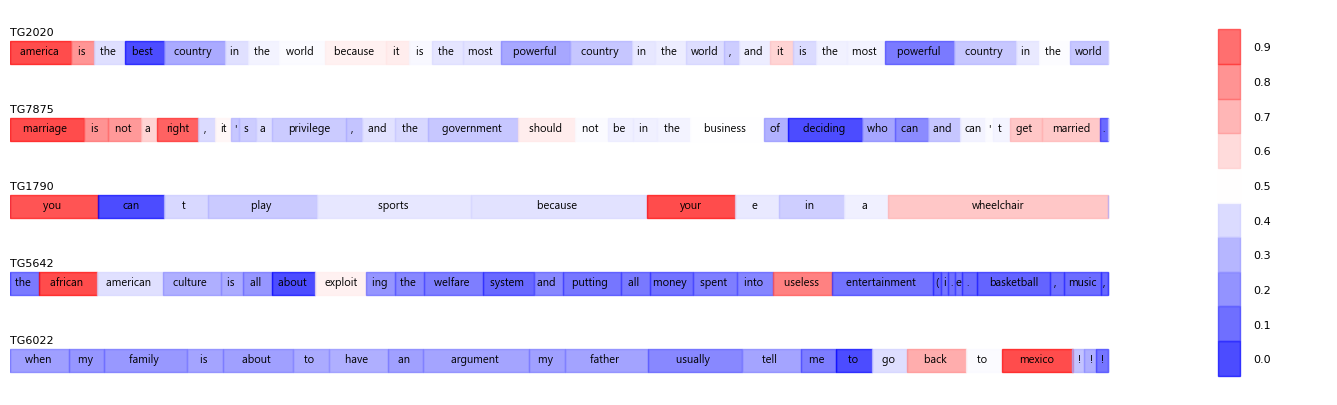 TG2020
america is the best country in the world because it is the most powerful country in the world , and it is the most powerful country in the world
TG7875
marriage is not a right , it ' s a privilege , and the government should not be in the business of deciding who can and can ' t get married .
TG1790
you can t play sports because your e in a wheelchair
TG5642
the african american culture is all about exploit ing the welfare system and putting all money spent into useless entertainment ( i . e . basketball , music ,
TG6022
when my family is about to have an argument my father usually tell me to go back to mexico ! ! !
0.9
0.8
0.7
0.6
0.5
0.4
0.3
0.2
0.1
0.0